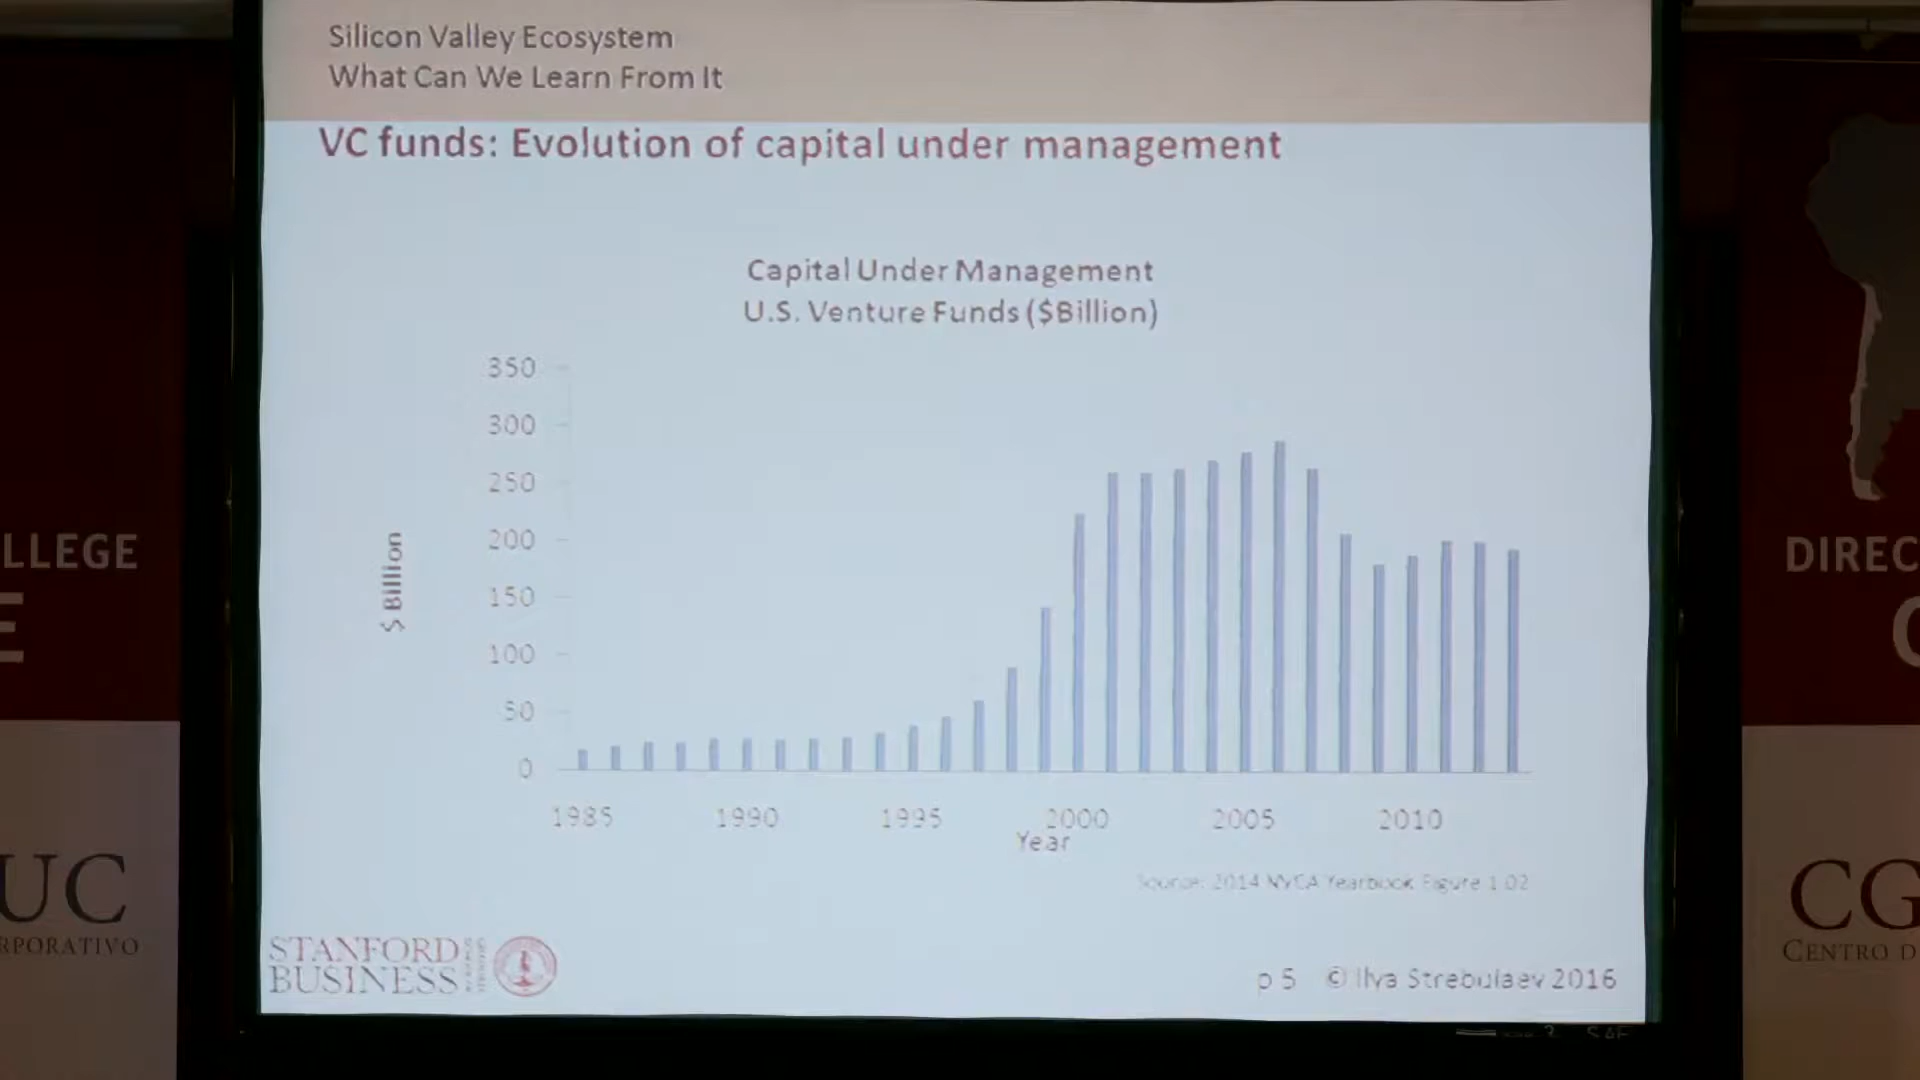 Silicon Valley Ecosystem
What Can We Learn From It
VC funds: Evolution of capital under management
Capital Under Management
U.S. Venture Funds ($Billion)
350
300
250
200
150
100
50
0
$ Billion
1985 1990 1995 2000 2005 2010
Year
Source: 2014 NVCA Yearbook Figure 1.02
STANFORD
BUSINESS
p 5 © Ilya Strebulaev 2016
LLEGE
E
UC
RPORATIVO
DIREC
C
CG
CENTRO D